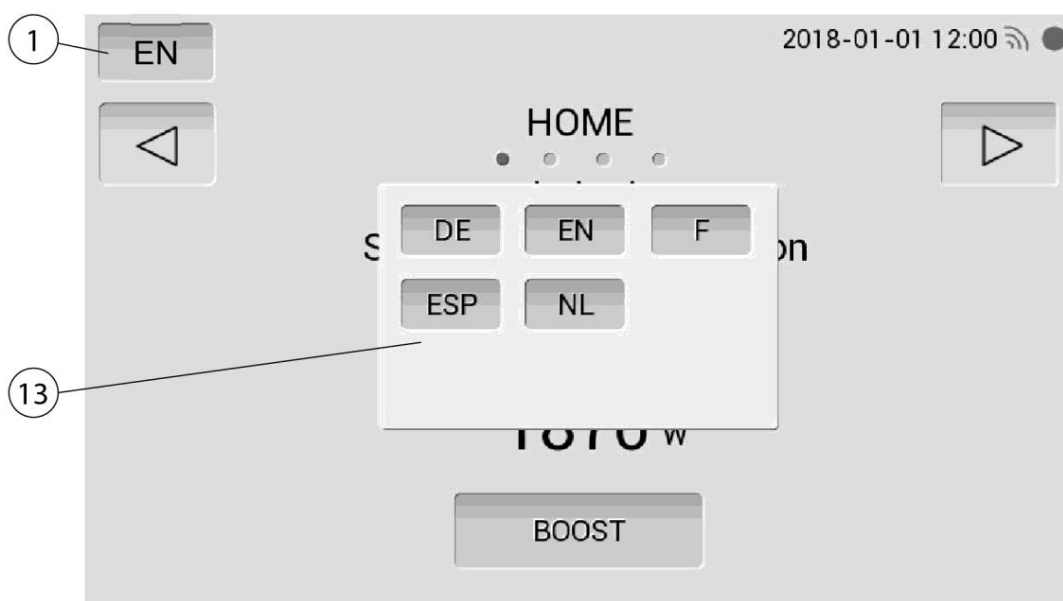 1
EN
2018-01-01 12:00
HOME
DE EN F
ESP NL
13
W
BOOST